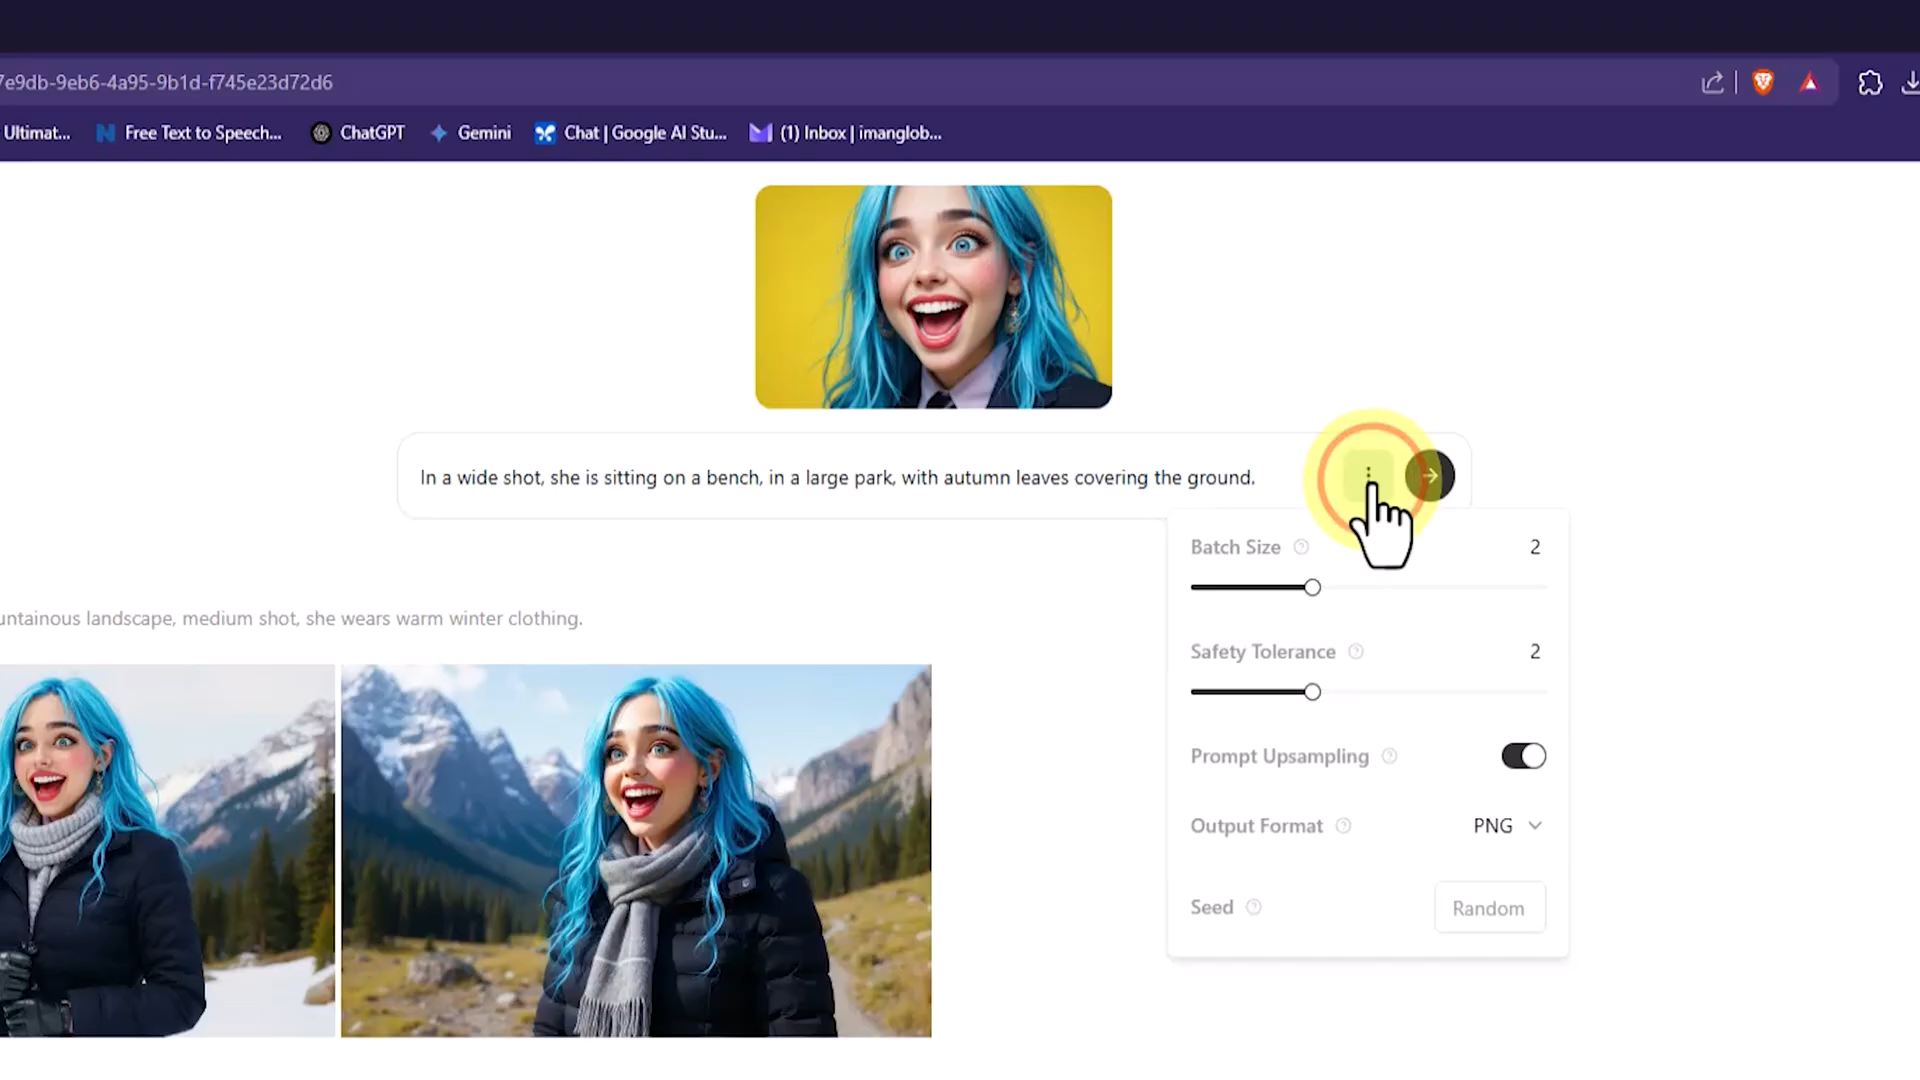 7e9db-9eb6-4a95-9b1d-f745e23d72d6
Ultimat... Free Text to Speech... ChatGPT Gemini Chat | Google AI Stu... (1) Inbox | imanglob...
In a wide shot, she is sitting on a bench, in a large park, with autumn leaves covering the ground.
Batch Size 2
untainous landscape, medium shot, she wears warm winter clothing.
Safety Tolerance 2
Prompt Upsampling
Output Format PNG
Seed Random